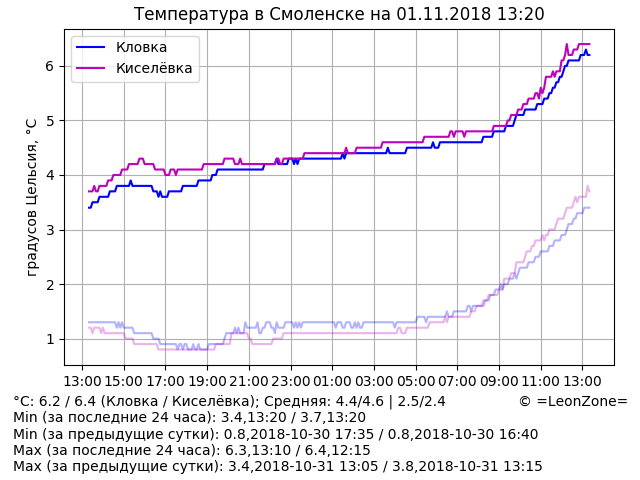 Температура в Смоленске на 01.11.2018 13:20
Кловка
Киселёвка
градусов Цельсия, °C
6
5
4
3
2
1
13:00 15:00 17:00 19:00 21:00 23:00 01:00 03:00 05:00 07:00 09:00 11:00 13:00
°C: 6.2 / 6.4 (Кловка / Киселёвка); Средняя: 4.4/4.6 | 2.5/2.4 © =LeonZone=
Min (за последние 24 часа): 3.4,13:20 / 3.7,13:20
Min (за предыдущие сутки): 0.8,2018-10-30 17:35 / 0.8,2018-10-30 16:40
Max (за последние 24 часа): 6.3,13:10 / 6.4,12:15
Max (за предыдущие сутки): 3.4,2018-10-31 13:05 / 3.8,2018-10-31 13:15